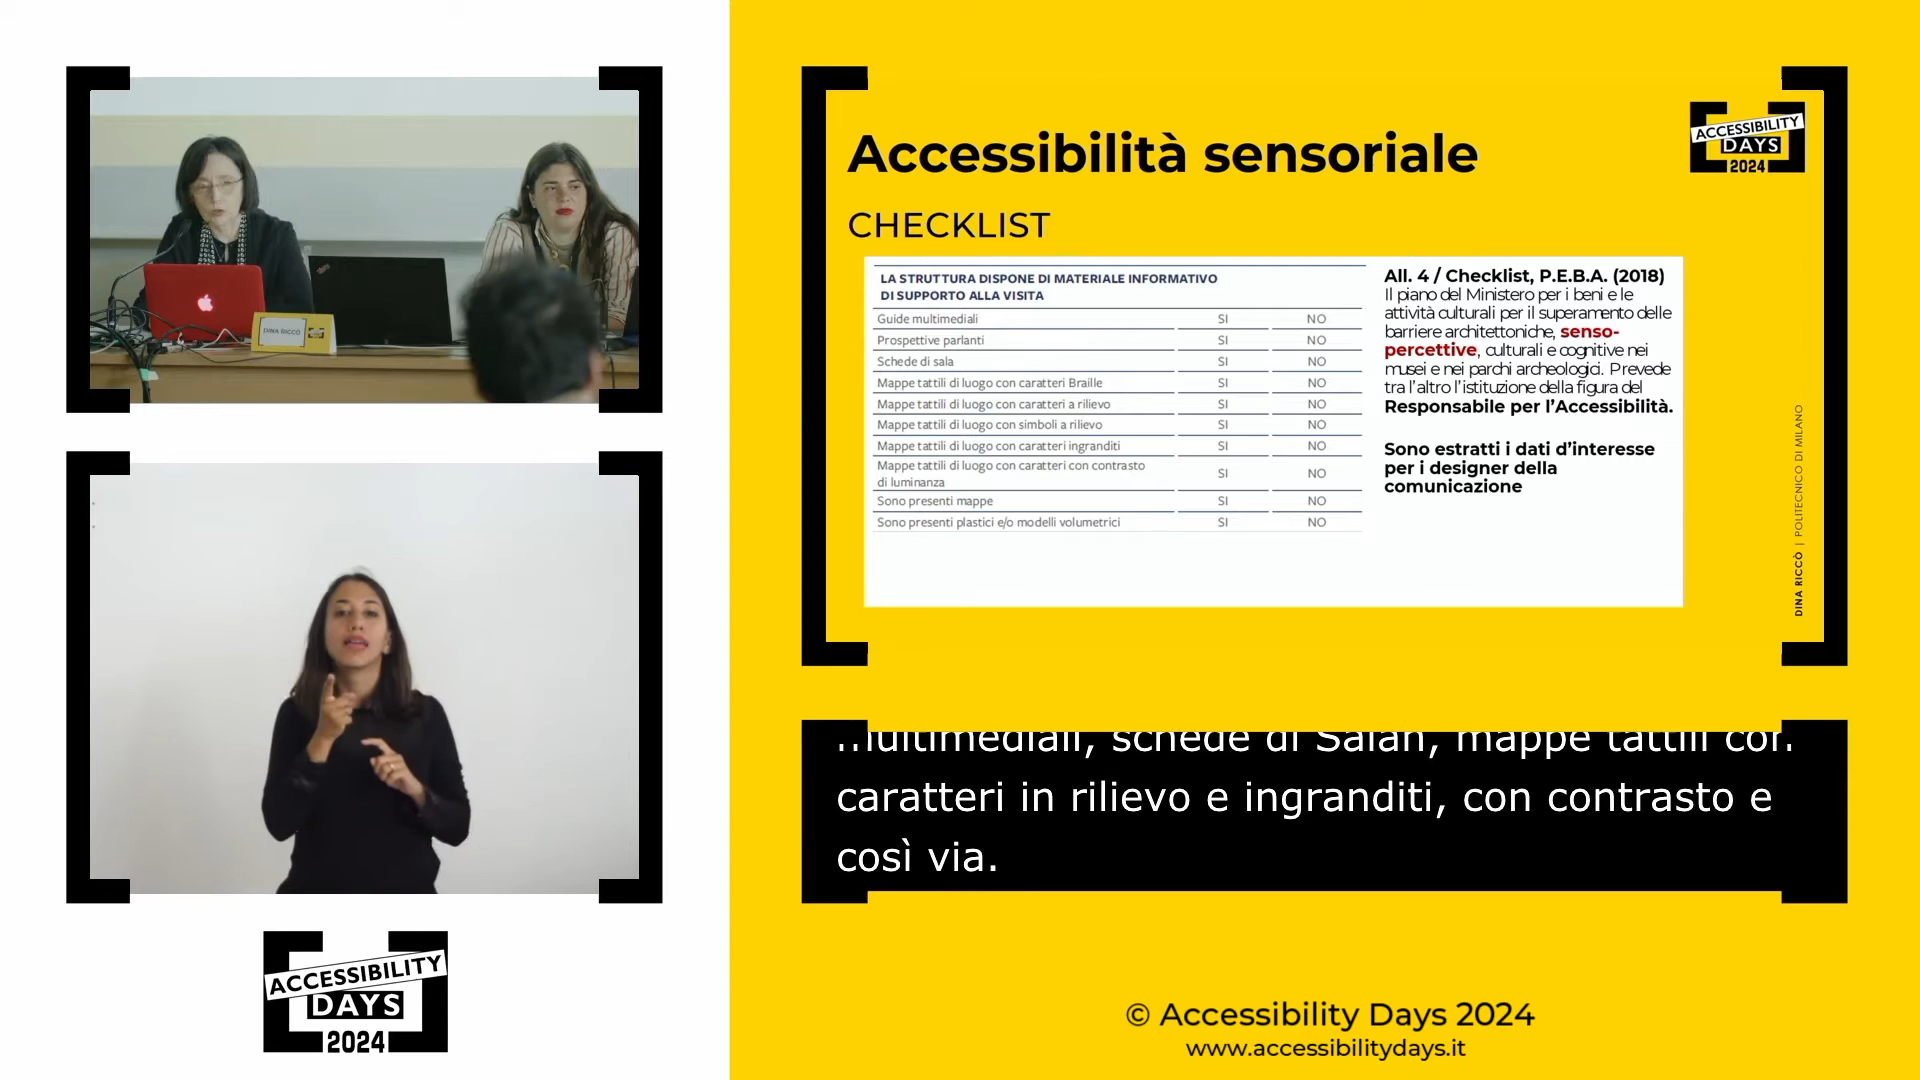 DINA RICCÒ
ACCESSIBILITY
DAYS
2024
Accessibilità sensoriale
CHECKLIST
ACCESSIBILITY
DAYS
2024
LA STRUTTURA DISPONE DI MATERIALE INFORMATIVO
DI SUPPORTO ALLA VISITA
Guide multimediali SI NO
Prospettive parlanti SI NO
Schede di sala SI NO
Mappe tattili di luogo con caratteri Braille SI NO
Mappe tattili di luogo con caratteri a rilievo SI NO
Mappe tattili di luogo con simboli a rilievo SI NO
Mappe tattili di luogo con caratteri ingranditi SI NO
Mappe tattili di luogo con caratteri con contrasto
di luminanza SI NO
Sono presenti mappe SI NO
Sono presenti plastici e/o modelli volumetrici SI NO
All. 4 / Checklist, P.E.B.A. (2018)
Il piano del Ministero per i beni e le
attività culturali per il superamento delle
barriere architettoniche, senso-
percettive, culturali e cognitive nei
musei e nei parchi archeologici. Prevede
tra l'altro l'istituzione della figura del
Responsabile per l'Accessibilità.
Sono estratti i dati d'interesse
per i designer della
comunicazione
DINA RICCÒ | POLITECNICO DI MILANO
multimediali, schede di Salah, mappe tattili con
caratteri in rilievo e ingranditi, con contrasto e
così via.
© Accessibility Days 2024
www.accessibilitydays.it